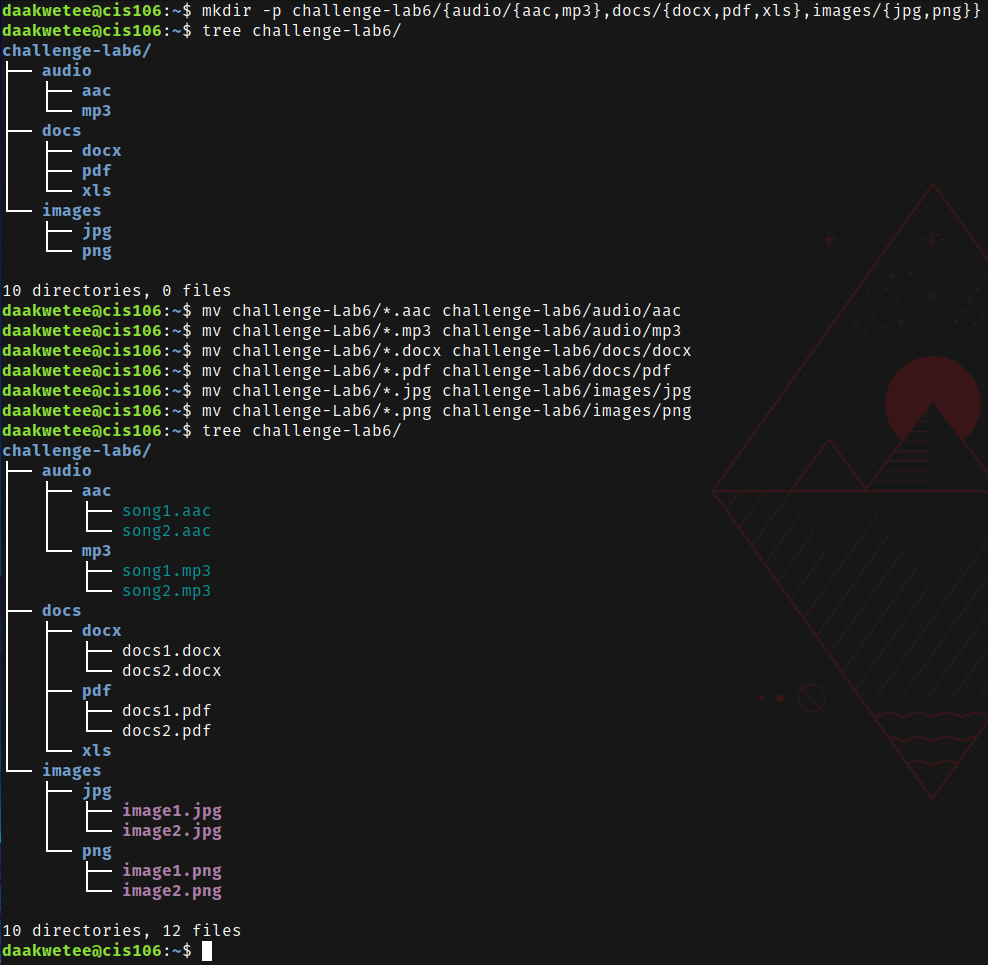 daakwetee@cis106:~$ mkdir -p challenge-lab6/{audio/{aac,mp3},docs/{docx,pdf,xls},images/{jpg,png}}
daakwetee@cis106:~$ tree challenge-lab6/
challenge-lab6/
├── audio
│   ├── aac
│   └── mp3
├── docs
│   ├── docx
│   ├── pdf
│   └── xls
└── images
    ├── jpg
    └── png
10 directories, 0 files
daakwetee@cis106:~$ mv challenge-Lab6/*.aac challenge-lab6/audio/aac
daakwetee@cis106:~$ mv challenge-Lab6/*.mp3 challenge-lab6/audio/mp3
daakwetee@cis106:~$ mv challenge-Lab6/*.docx challenge-lab6/docs/docx
daakwetee@cis106:~$ mv challenge-Lab6/*.pdf challenge-lab6/docs/pdf
daakwetee@cis106:~$ mv challenge-Lab6/*.jpg challenge-lab6/images/jpg
daakwetee@cis106:~$ mv challenge-Lab6/*.png challenge-lab6/images/png
daakwetee@cis106:~$ tree challenge-lab6/
challenge-lab6/
├── audio
│   ├── aac
│   │   ├── song1.aac
│   │   └── song2.aac
│   └── mp3
│       ├── song1.mp3
│       └── song2.mp3
├── docs
│   ├── docx
│   │   ├── docs1.docx
│   │   └── docs2.docx
│   ├── pdf
│   │   ├── docs1.pdf
│   │   └── docs2.pdf
│   └── xls
└── images
    ├── jpg
    │   ├── image1.jpg
    │   └── image2.jpg
    └── png
        ├── image1.png
        └── image2.png
10 directories, 12 files
daakwetee@cis106:~$